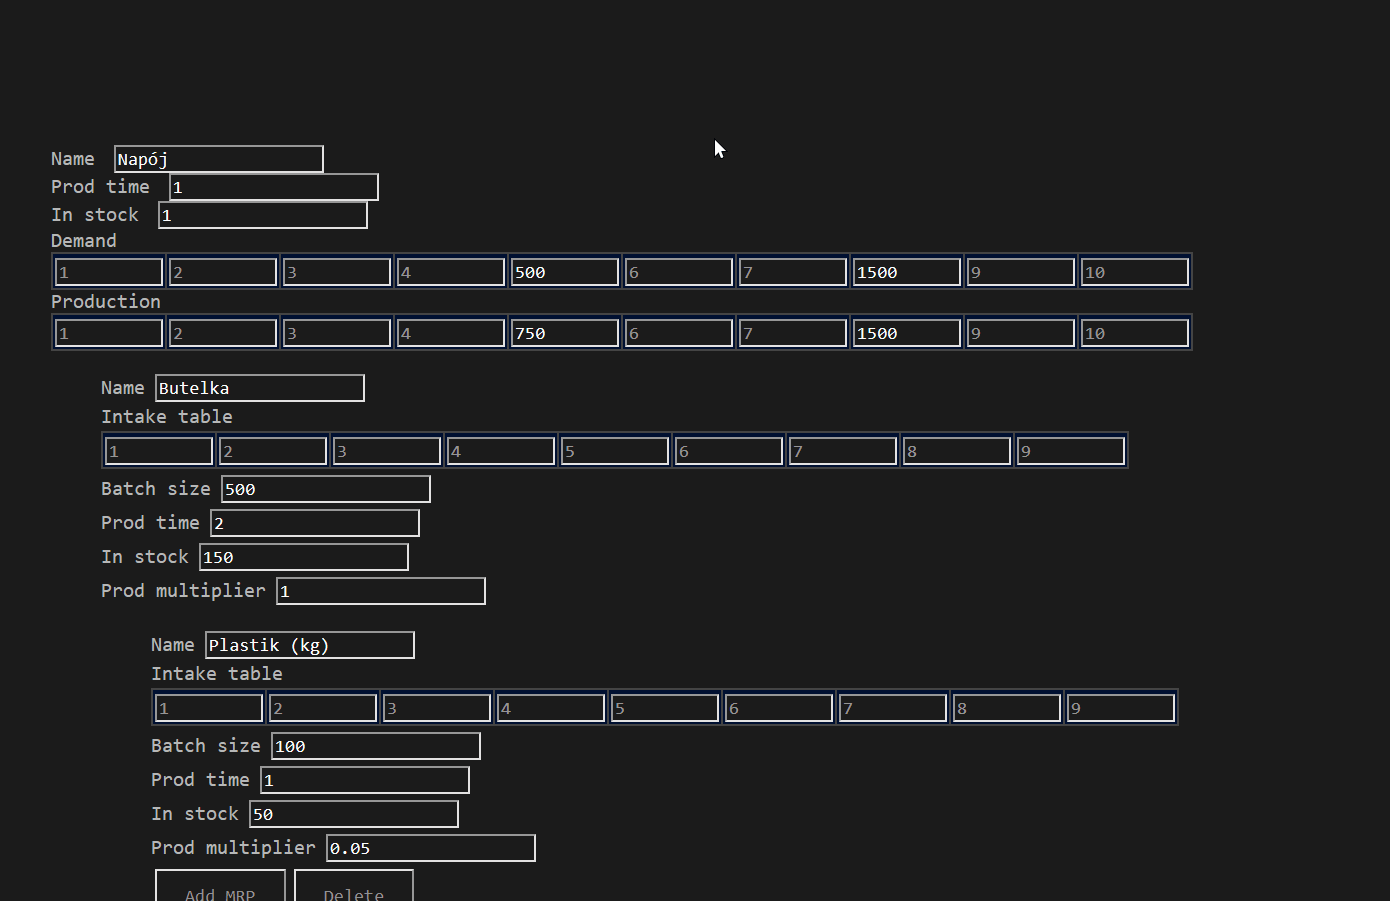 Name Napój
Prod time 1
In stock 1
Demand
1 2 3 4 500 6 7 1500 9 10
Production
1 2 3 4 750 6 7 1500 9 10
Name Butelka
Intake table
1 2 3 4 5 6 7 8 9
Batch size 500
Prod time 2
In stock 150
Prod multiplier 1
Name Plastik (kg)
Intake table
1 2 3 4 5 6 7 8 9
Batch size 100
Prod time 1
In stock 50
Prod multiplier 0.05
Add MRP Delete